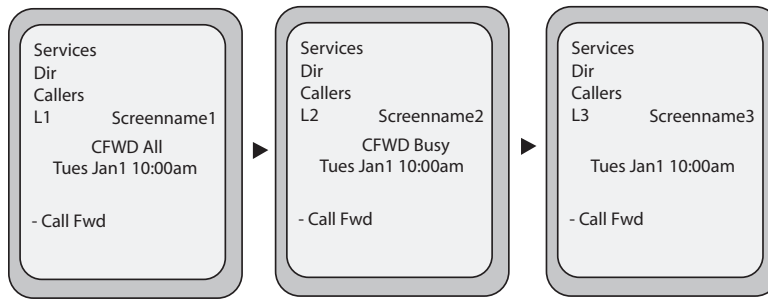 Services
Dir
Callers
L1 Screenname1
CFWD All
Tues Jan1 10:00am
- Call Fwd
Services
Dir
Callers
L2 Screenname2
CFWD Busy
Tues Jan1 10:00am
- Call Fwd
Services
Dir
Callers
L3 Screenname3
Tues Jan1 10:00am
- Call Fwd